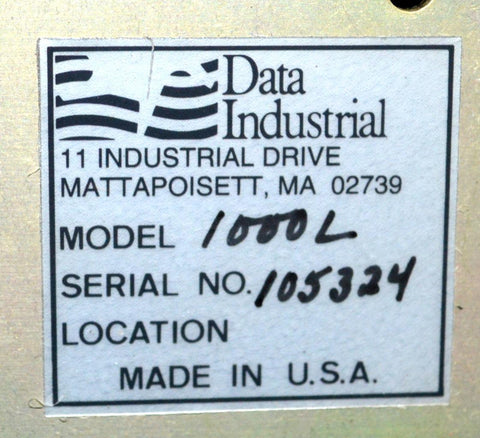 Data
Industrial
11 INDUSTRIAL DRIVE
MATTAPOISETT, MA 02739
MODEL 1000L
SERIAL NO. 105324
LOCATION
MADE IN U.S.A.